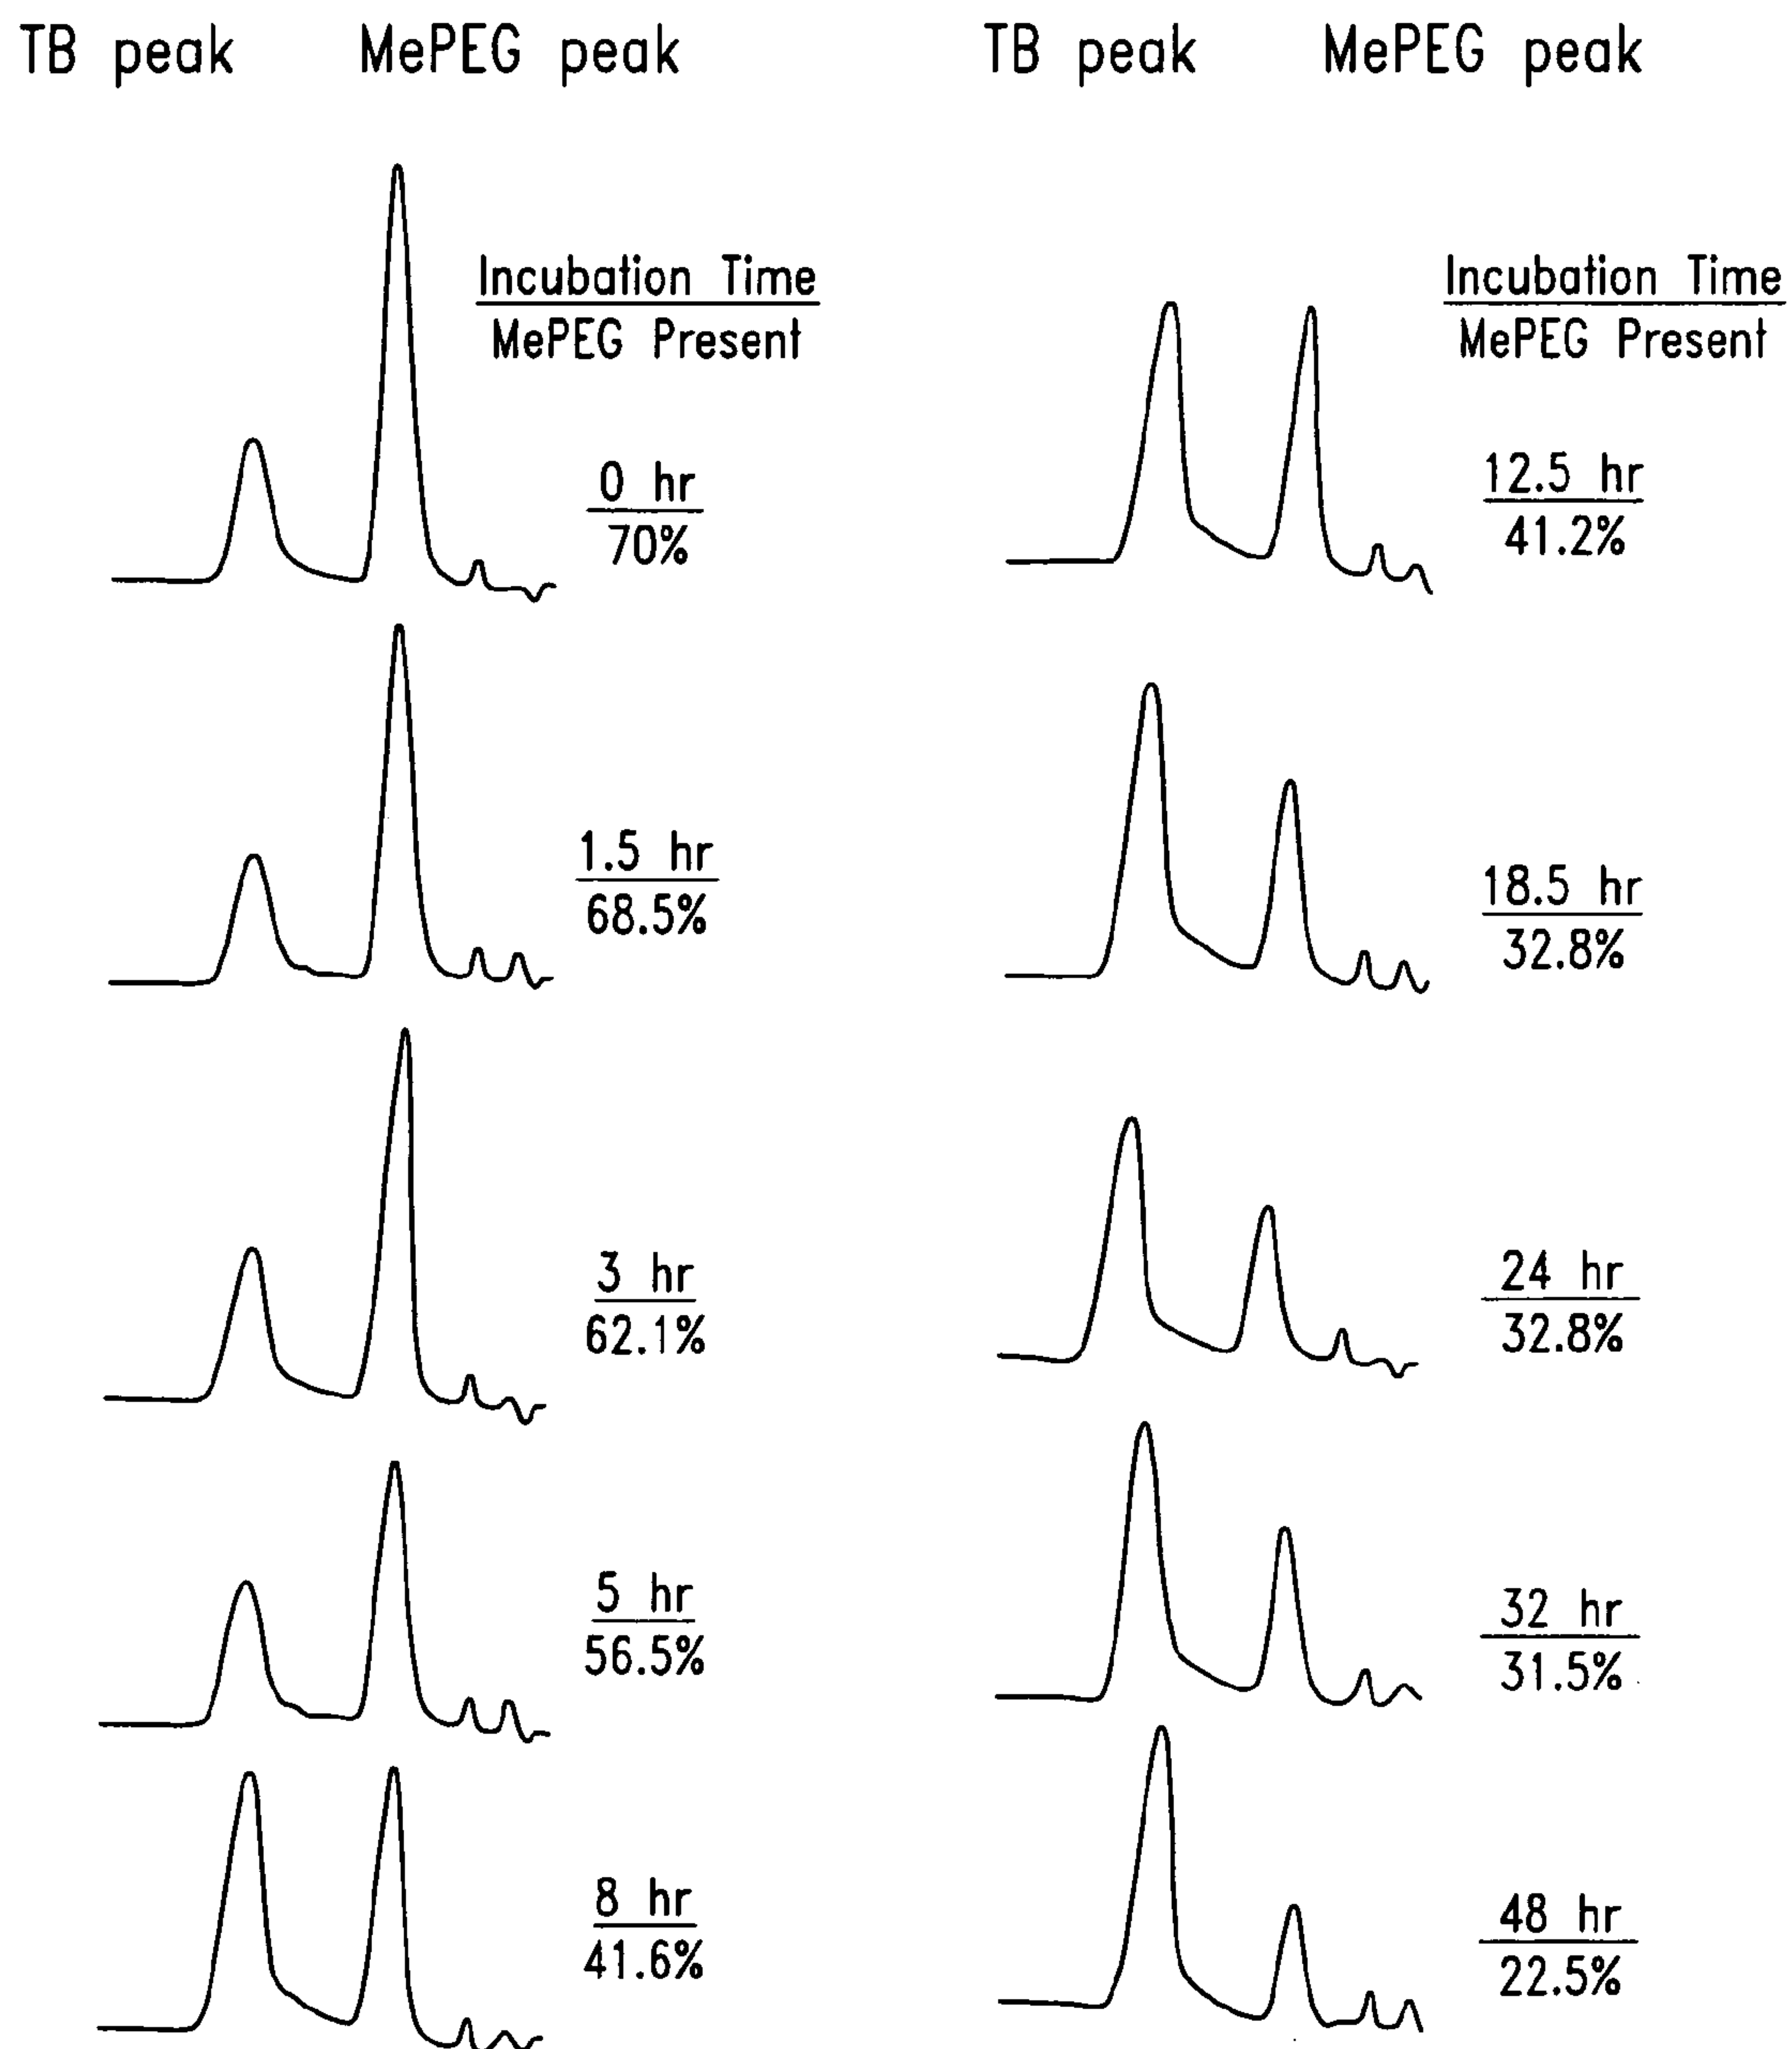 TB peak MePEG peak
Incubation Time
MePEG Present
0 hr
70%
1.5 hr
68.5%
3 hr
62.1%
5 hr
56.5%
8 hr
41.6%
TB peak MePEG peak
Incubation Time
MePEG Present
12.5 hr
41.2%
18.5 hr
32.8%
24 hr
32.8%
32 hr
31.5%
48 hr
22.5%